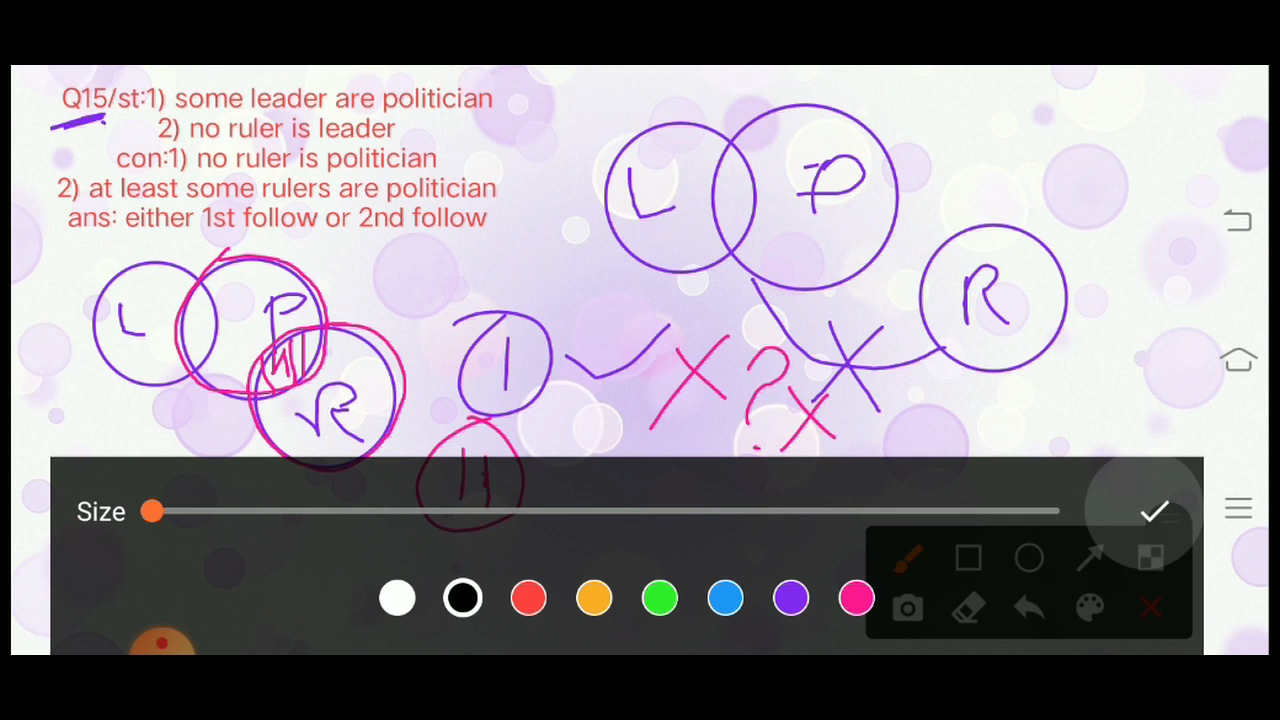 Q15/st:1) some leader are politician
2) no ruler is leader
con:1) no ruler is politician
2) at least some rulers are politician
ans: either 1st follow or 2nd follow
L P
R
L P
R
I
II
?
Size